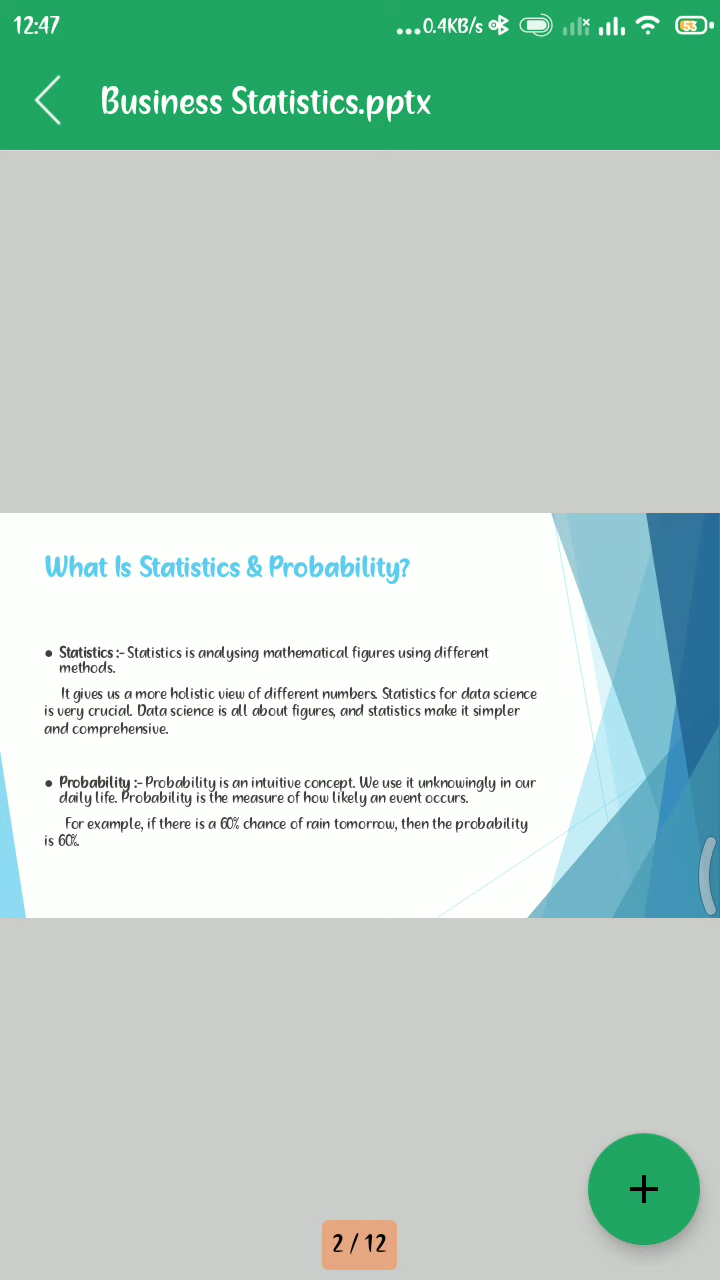 12:47
...0.4KB/s
53
Business Statistics.pptx
What Is Statistics & Probability?
● Statistics :- Statistics is analysing mathematical figures using different
methods.
It gives us a more holistic view of different numbers. Statistics for data science
is very crucial. Data science is all about figures, and statistics make it simpler
and comprehensive.
● Probability :- Probability is an intuitive concept. We use it unknowingly in our
daily life. Probability is the measure of how likely an event occurs.
For example, if there is a 60% chance of rain tomorrow, then the probability
is 60%.
+
2 / 12